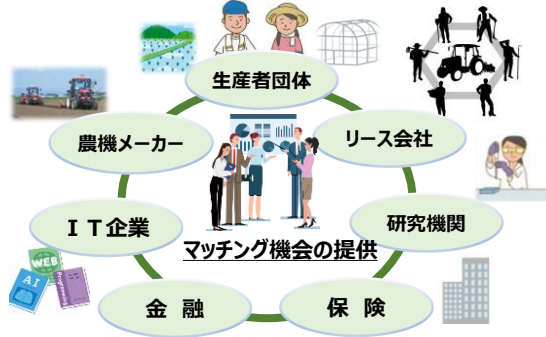 生産者団体
農機メーカー
リース会社
ＩＴ企業
研究機関
マッチング機会の提供
金 融
保 険
WEB
AI
Programming